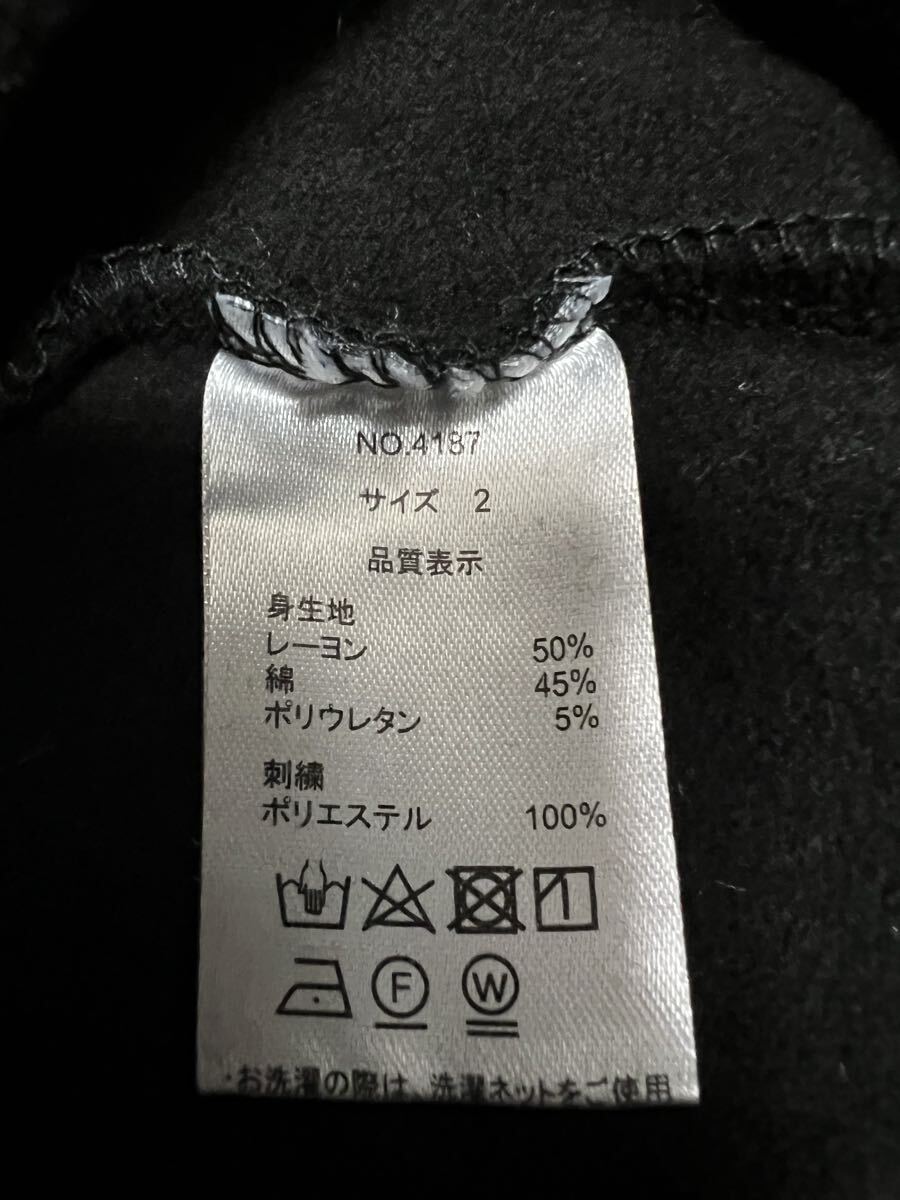 NO.4187
サイズ 2
品質表示
身生地
レーヨン 50%
綿 45%
ポリウレタン 5%
刺繍
ポリエステル 100%
F W
・お洗濯の際は、洗濯ネットをご使用